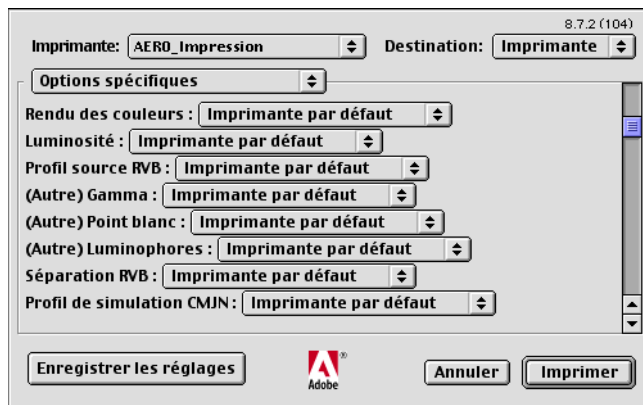 8.7.2 (104)
Imprimante: AERO_Impression Destination: Imprimante
Options spécifiques
Rendu des couleurs : Imprimante par défaut
Luminosité : Imprimante par défaut
Profil source RVB : Imprimante par défaut
(Autre) Gamma : Imprimante par défaut
(Autre) Point blanc : Imprimante par défaut
(Autre) Luminophores : Imprimante par défaut
Séparation RVB : Imprimante par défaut
Profil de simulation CMJN : Imprimante par défaut
Enregistrer les réglages Adobe® Annuler Imprimer